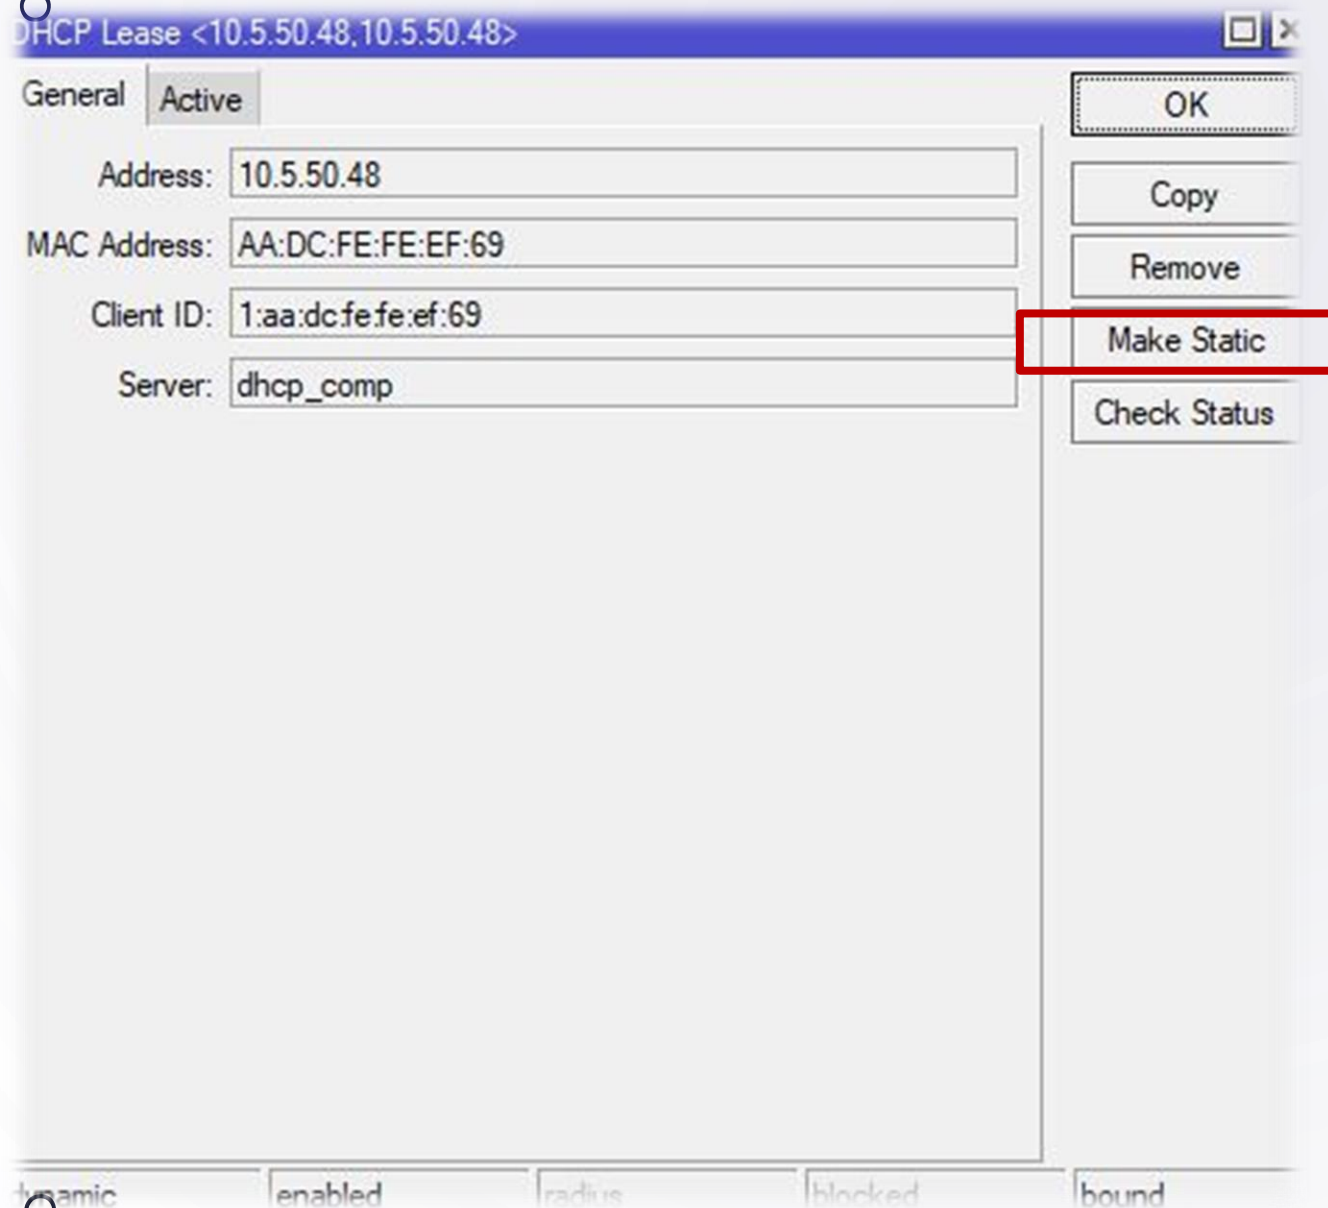 DHCP Lease <10.5.50.48,10.5.50.48>
General Active
OK
Address: 10.5.50.48
Copy
MAC Address: AA:DC:FE:FE:EF:69
Remove
Client ID: 1:aa:dc:fe:fe:ef:69
Make Static
Server: dhcp_comp
Check Status
dynamic enabled radius blocked bound